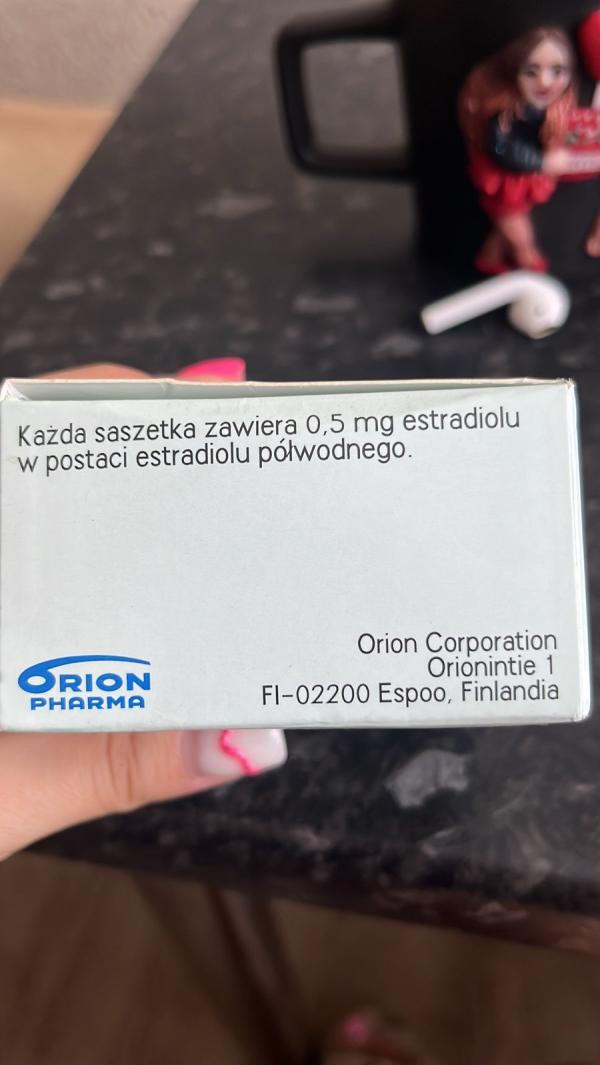 Każda saszetka zawiera 0,5 mg estradiolu
w postaci estradiolu półwodnego.
Orion Corporation
Orionintie 1
FI-02200 Espoo, Finlandia
ORION
PHARMA